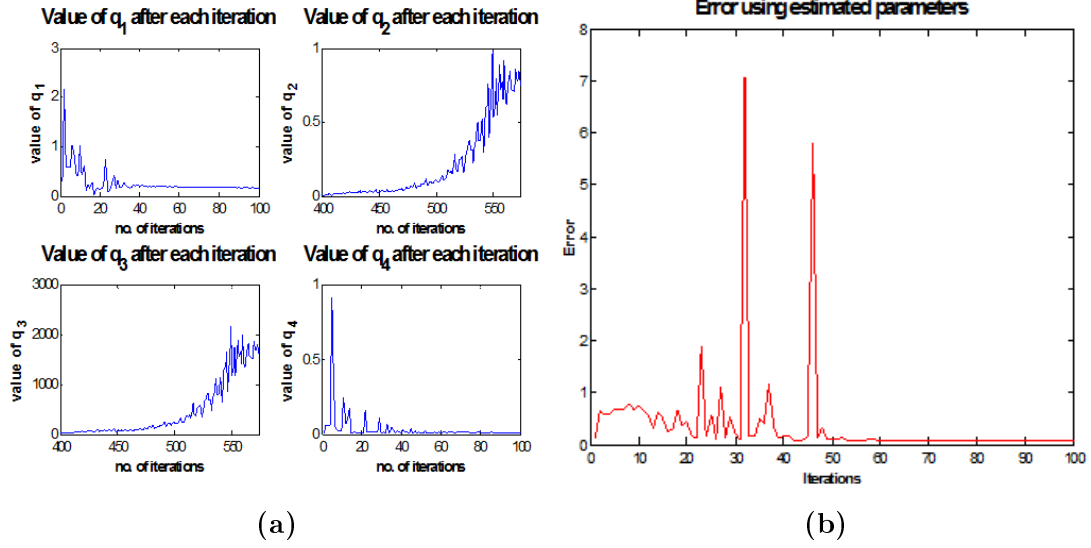 Value of q1 after each iteration
value of q1
3
2
1
0
0 20 40 60 80 100
no. of iterations
Value of q2 after each iteration
value of q2
1
0.5
0
400 450 500 550
no. of iterations
Value of q3 after each iteration
value of q3
3000
2000
1000
0
400 450 500 550
no. of iterations
Value of q4 after each iteration
value of q4
1
0.5
0
0 20 40 60 80 100
no. of iterations
(a)
Error using estimated parameters
Error
8
7
6
5
4
3
2
1
0
0 10 20 30 40 50 60 70 80 90 100
Iterations
(b)